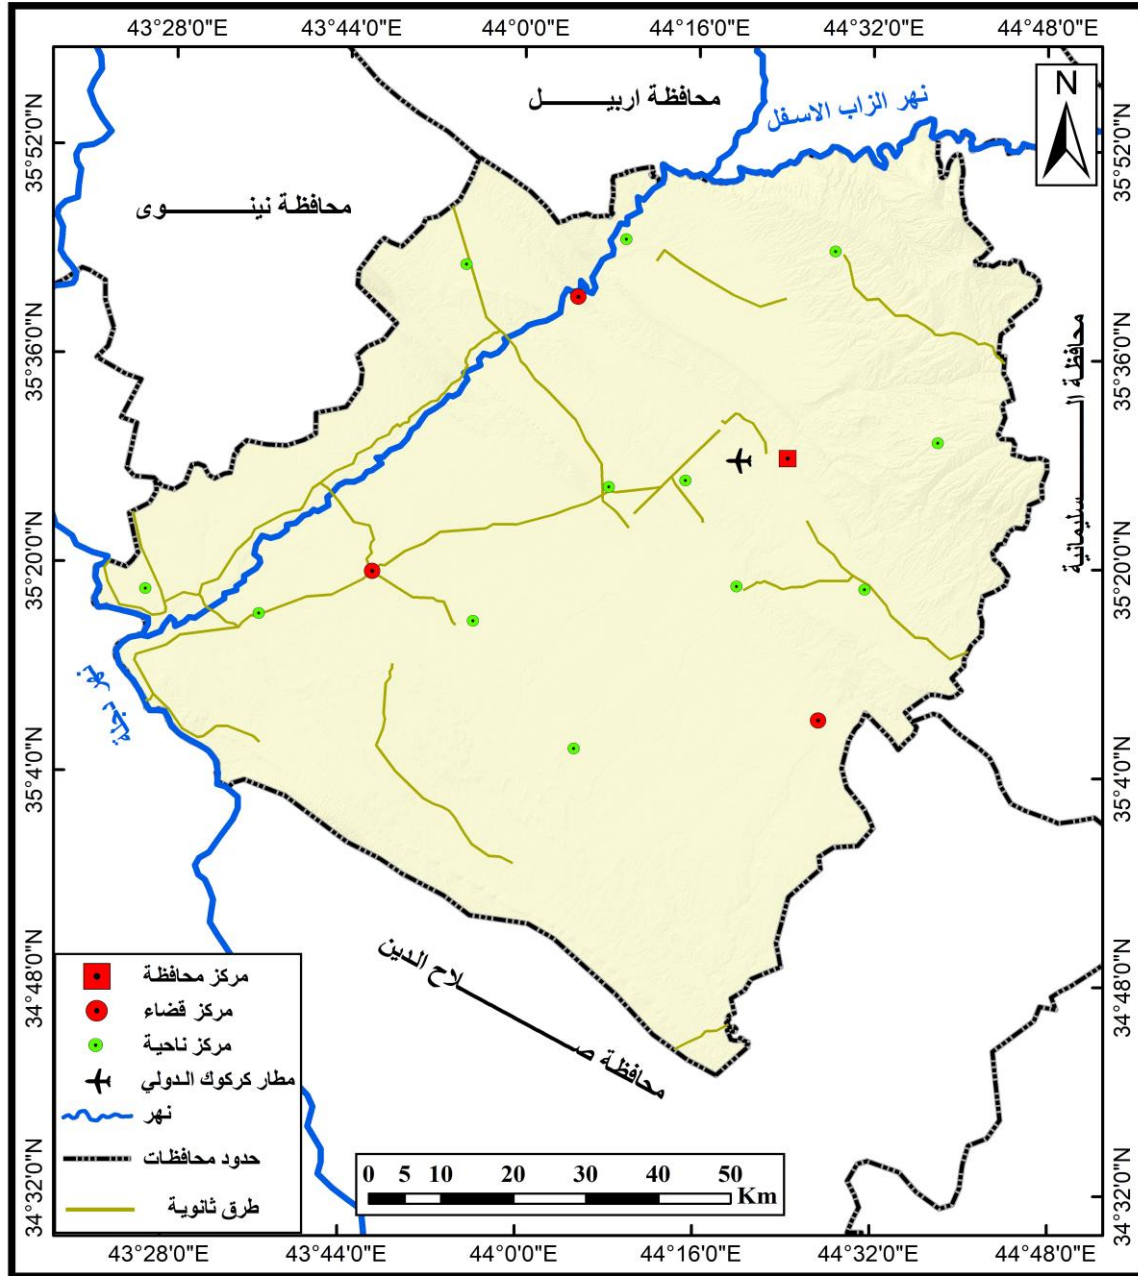 43°28'0"E 43°44'0"E 44°0'0"E 44°16'0"E 44°32'0"E 44°48'0"E
N
محافظة اربيـــــــل
نهر الزاب الاسفل
35°52'0"N
35°52'0"N
محافظة نينـــــــوى
محافظة الـــــــسليمانية
35°36'0"N
35°36'0"N
35°20'0"N
35°20'0"N
نهر دجلة
35°4'0"N
35°4'0"N
محافظة صـــــــلاح الدين
34°48'0"N
34°48'0"N
مركز محافظة
مركز قضاء
مركز ناحية
مطار كركوك الدولي
نهر
حدود محافظات
طرق ثانوية
0 5 10 20 30 40 50
Km
34°32'0"N
34°32'0"N
43°28'0"E 43°44'0"E 44°0'0"E 44°16'0"E 44°32'0"E 44°48'0"E